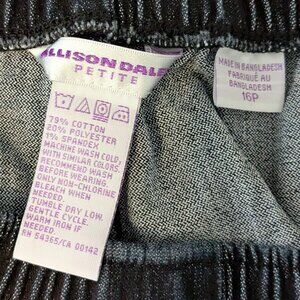 ALLISON DALEY
PETITE
79% COTTON
20% POLYESTER
1% SPANDEX
MACHINE WASH COLD,
WITH SIMILAR COLORS.
RECOMMEND WASH
BEFORE WEARING.
ONLY NON-CHLORINE
BLEACH WHEN
NEEDED.
TUMBLE DRY LOW.
GENTLE CYCLE.
WARM IRON IF
NEEDED.
RN 54365/CA 00142
MADE IN BANGLADESH
FABRIQUÉ AU
BANGLADESH
16P